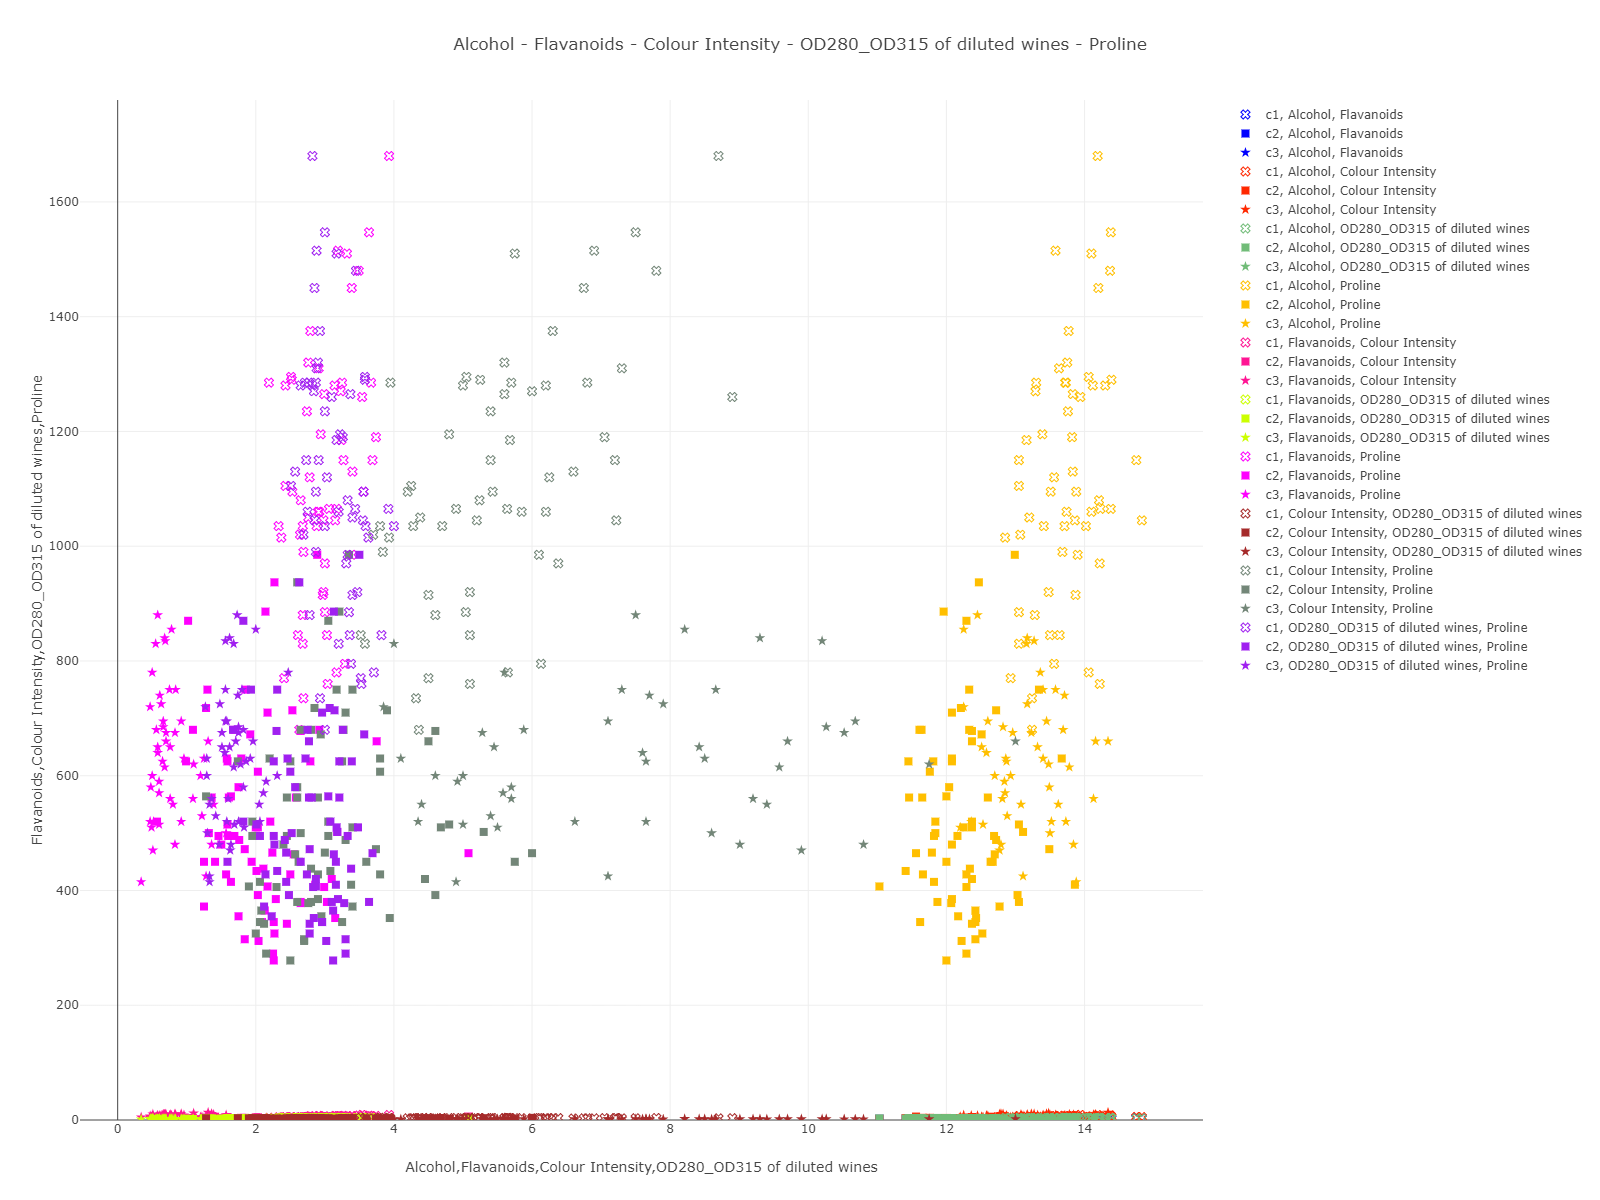 Alcohol - Flavanoids - Colour Intensity - OD280_OD315 of diluted wines - Proline
c1, Alcohol, Flavanoids
c2, Alcohol, Flavanoids
c3, Alcohol, Flavanoids
c1, Alcohol, Colour Intensity
c2, Alcohol, Colour Intensity
c3, Alcohol, Colour Intensity
c1, Alcohol, OD280_OD315 of diluted wines
c2, Alcohol, OD280_OD315 of diluted wines
c3, Alcohol, OD280_OD315 of diluted wines
c1, Alcohol, Proline
c2, Alcohol, Proline
c3, Alcohol, Proline
c1, Flavanoids, Colour Intensity
c2, Flavanoids, Colour Intensity
c3, Flavanoids, Colour Intensity
c1, Flavanoids, OD280_OD315 of diluted wines
c2, Flavanoids, OD280_OD315 of diluted wines
c3, Flavanoids, OD280_OD315 of diluted wines
c1, Flavanoids, Proline
c2, Flavanoids, Proline
c3, Flavanoids, Proline
c1, Colour Intensity, OD280_OD315 of diluted wines
c2, Colour Intensity, OD280_OD315 of diluted wines
c3, Colour Intensity, OD280_OD315 of diluted wines
c1, Colour Intensity, Proline
c2, Colour Intensity, Proline
c3, Colour Intensity, Proline
c1, OD280_OD315 of diluted wines, Proline
c2, OD280_OD315 of diluted wines, Proline
c3, OD280_OD315 of diluted wines, Proline
Flavanoids,Colour Intensity,OD280_OD315 of diluted wines,Proline
1600
1400
1200
1000
800
600
400
200
0
0 2 4 6 8 10 12 14
Alcohol,Flavanoids,Colour Intensity,OD280_OD315 of diluted wines